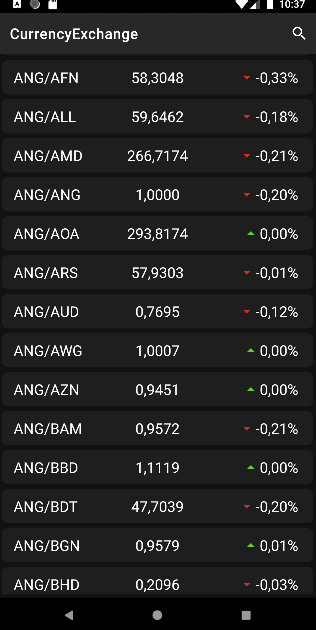 10:37
CurrencyExchange
ANG/AFN 58,3048 -0,33%
ANG/ALL 59,6462 -0,18%
ANG/AMD 266,7174 -0,21%
ANG/ANG 1,0000 -0,20%
ANG/AOA 293,8174 0,00%
ANG/ARS 57,9303 -0,01%
ANG/AUD 0,7695 -0,12%
ANG/AWG 1,0007 0,00%
ANG/AZN 0,9451 0,00%
ANG/BAM 0,9572 -0,21%
ANG/BBD 1,1119 0,00%
ANG/BDT 47,7039 -0,20%
ANG/BGN 0,9579 0,01%
ANG/BHD 0,2096 -0,03%